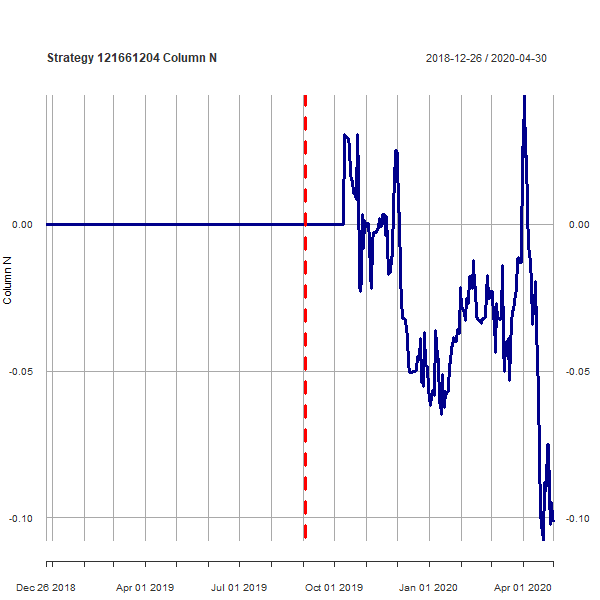 Strategy 121661204 Column N
2018-12-26 / 2020-04-30
0.00
0.00
Column N
-0.05
-0.05
-0.10
-0.10
Dec 26 2018
Apr 01 2019
Jul 01 2019
Oct 01 2019
Jan 01 2020
Apr 01 2020